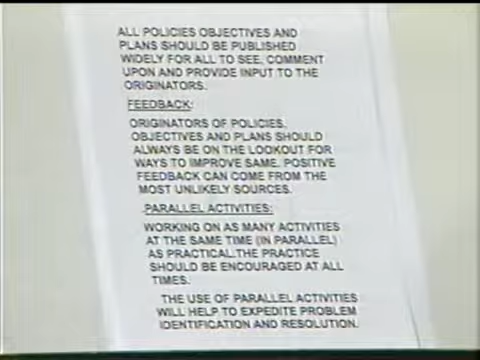 ALL POLICIES OBJECTIVES AND
PLANS SHOULD BE PUBLISHED
WIDELY FOR ALL TO SEE, COMMENT
UPON AND PROVIDE INPUT TO THE
ORIGINATORS.
FEEDBACK:
ORIGINATORS OF POLICIES,
OBJECTIVES AND PLANS SHOULD
ALWAYS BE ON THE LOOKOUT FOR
WAYS TO IMPROVE SAME. POSITIVE
FEEDBACK CAN COME FROM THE
MOST UNLIKELY SOURCES.
PARALLEL ACTIVITIES:
WORKING ON AS MANY ACTIVITIES
AT THE SAME TIME (IN PARALLEL)
AS PRACTICAL.THE PRACTICE
SHOULD BE ENCOURAGED AT ALL
TIMES.
THE USE OF PARALLEL ACTIVITIES
WILL HELP TO EXPEDITE PROBLEM
IDENTIFICATION AND RESOLUTION.